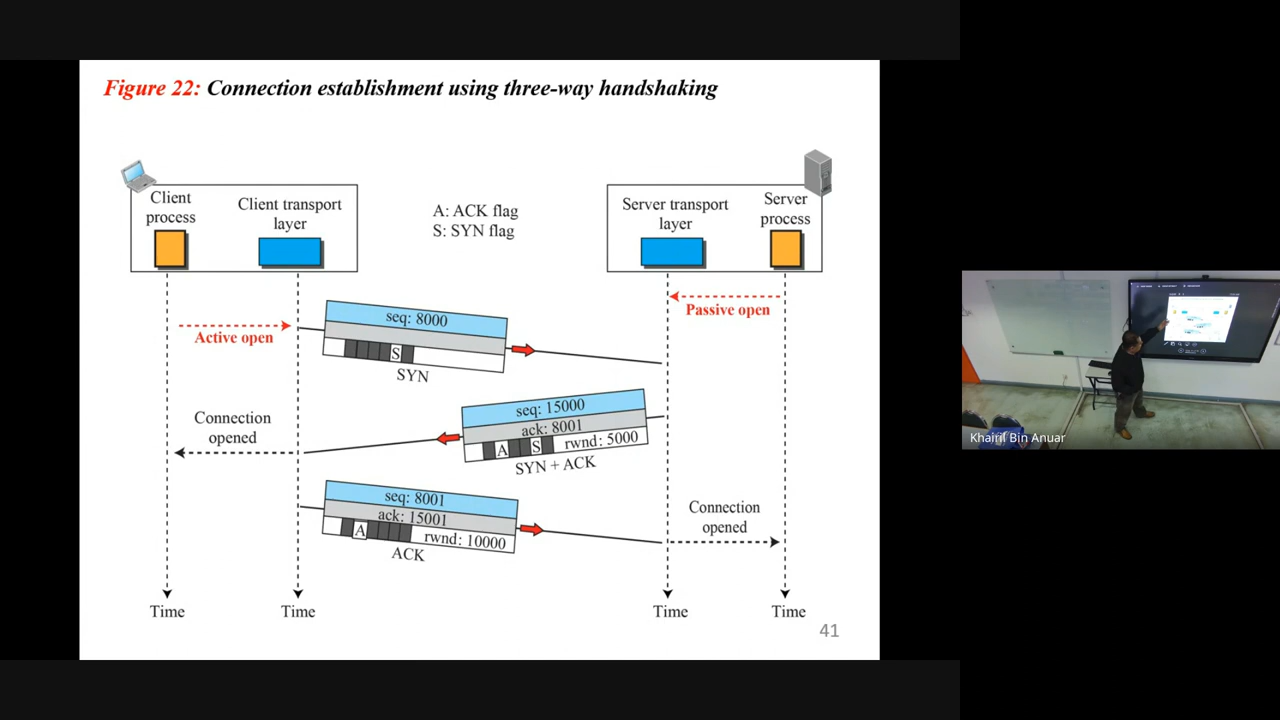 Figure 22: Connection establishment using three-way handshaking
Client
process
Client transport
layer
A: ACK flag
S: SYN flag
Server transport
layer
Server
process
Passive open
Active open
seq: 8000
S
SYN
Connection
opened
seq: 15000
ack: 8001
A
S
rwnd: 5000
SYN + ACK
seq: 8001
ack: 15001
A
rwnd: 10000
ACK
Connection
opened
Time
Time
Time
Time
41
Khairil Bin Anuar